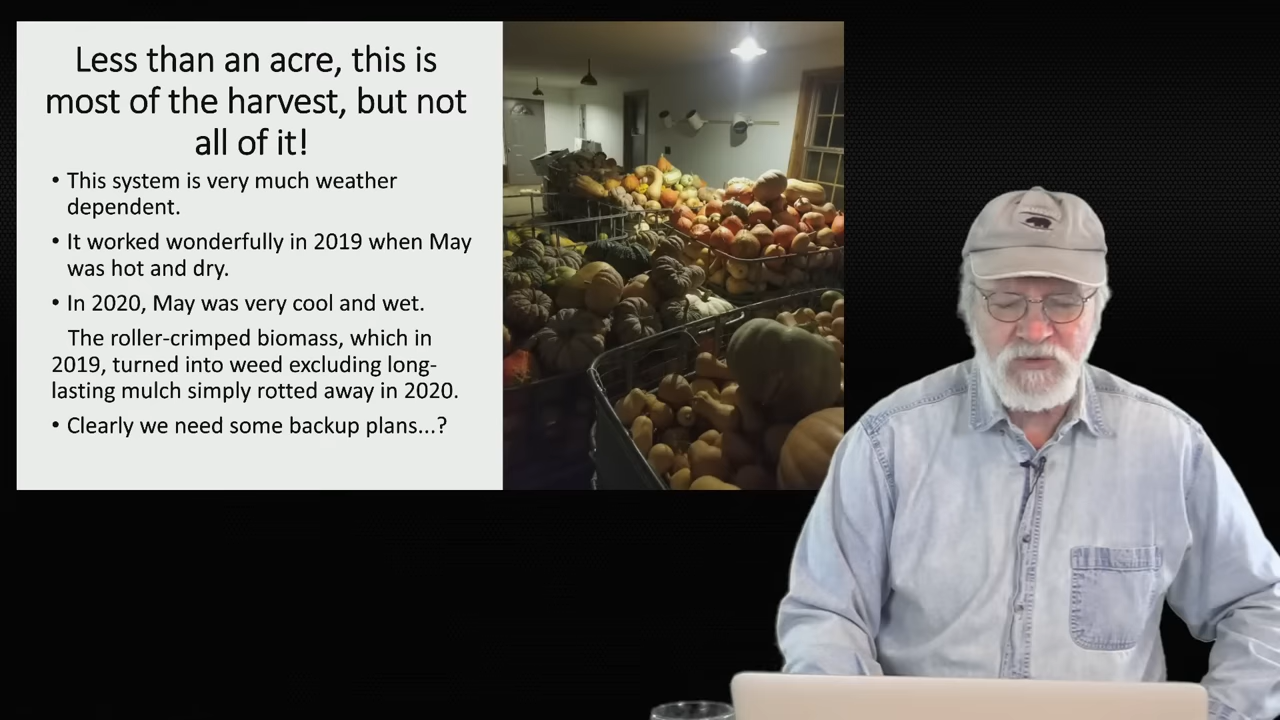 Less than an acre, this is
most of the harvest, but not
all of it!
• This system is very much weather
dependent.
• It worked wonderfully in 2019 when May
was hot and dry.
• In 2020, May was very cool and wet.
The roller-crimped biomass, which in
2019, turned into weed excluding long-
lasting mulch simply rotted away in 2020.
• Clearly we need some backup plans...?